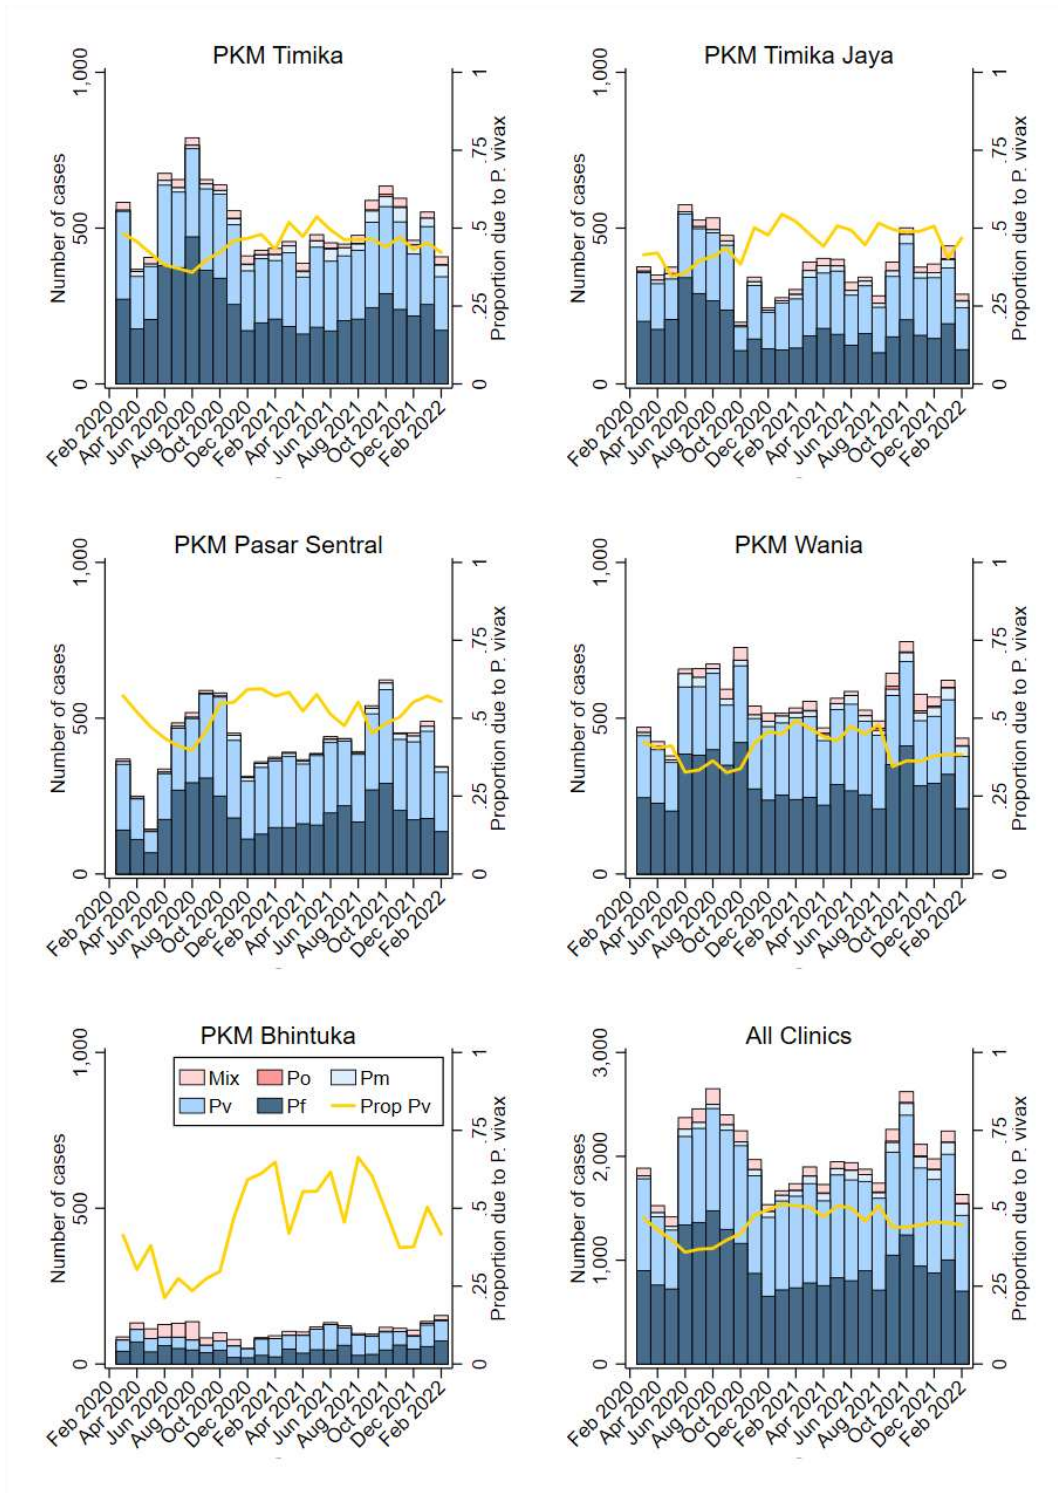 PKM Timika
Number of cases
0
500
1,000
Proportion due to P. vivax
0
.25
.5
.75
1
Feb 2020
Apr 2020
Jun 2020
Aug 2020
Oct 2020
Dec 2020
Feb 2021
Apr 2021
Jun 2021
Aug 2021
Oct 2021
Dec 2021
Feb 2022
PKM Timika Jaya
Number of cases
0
500
1,000
Proportion due to P. vivax
0
.25
.5
.75
1
Feb 2020
Apr 2020
Jun 2020
Aug 2020
Oct 2020
Dec 2020
Feb 2021
Apr 2021
Jun 2021
Aug 2021
Oct 2021
Dec 2021
Feb 2022
PKM Pasar Sentral
Number of cases
0
500
1,000
Proportion due to P. vivax
0
.25
.5
.75
1
Feb 2020
Apr 2020
Jun 2020
Aug 2020
Oct 2020
Dec 2020
Feb 2021
Apr 2021
Jun 2021
Aug 2021
Oct 2021
Dec 2021
Feb 2022
PKM Wania
Number of cases
0
500
1,000
Proportion due to P. vivax
0
.25
.5
.75
1
Feb 2020
Apr 2020
Jun 2020
Aug 2020
Oct 2020
Dec 2020
Feb 2021
Apr 2021
Jun 2021
Aug 2021
Oct 2021
Dec 2021
Feb 2022
PKM Bhintuka
Mix Po Pm
Pv Pf Prop Pv
Number of cases
0
500
1,000
Proportion due to P. vivax
0
.25
.5
.75
1
Feb 2020
Apr 2020
Jun 2020
Aug 2020
Oct 2020
Dec 2020
Feb 2021
Apr 2021
Jun 2021
Aug 2021
Oct 2021
Dec 2021
Feb 2022
All Clinics
Number of cases
0
1,000
2,000
3,000
Proportion due to P. vivax
0
.25
.5
.75
1
Feb 2020
Apr 2020
Jun 2020
Aug 2020
Oct 2020
Dec 2020
Feb 2021
Apr 2021
Jun 2021
Aug 2021
Oct 2021
Dec 2021
Feb 2022